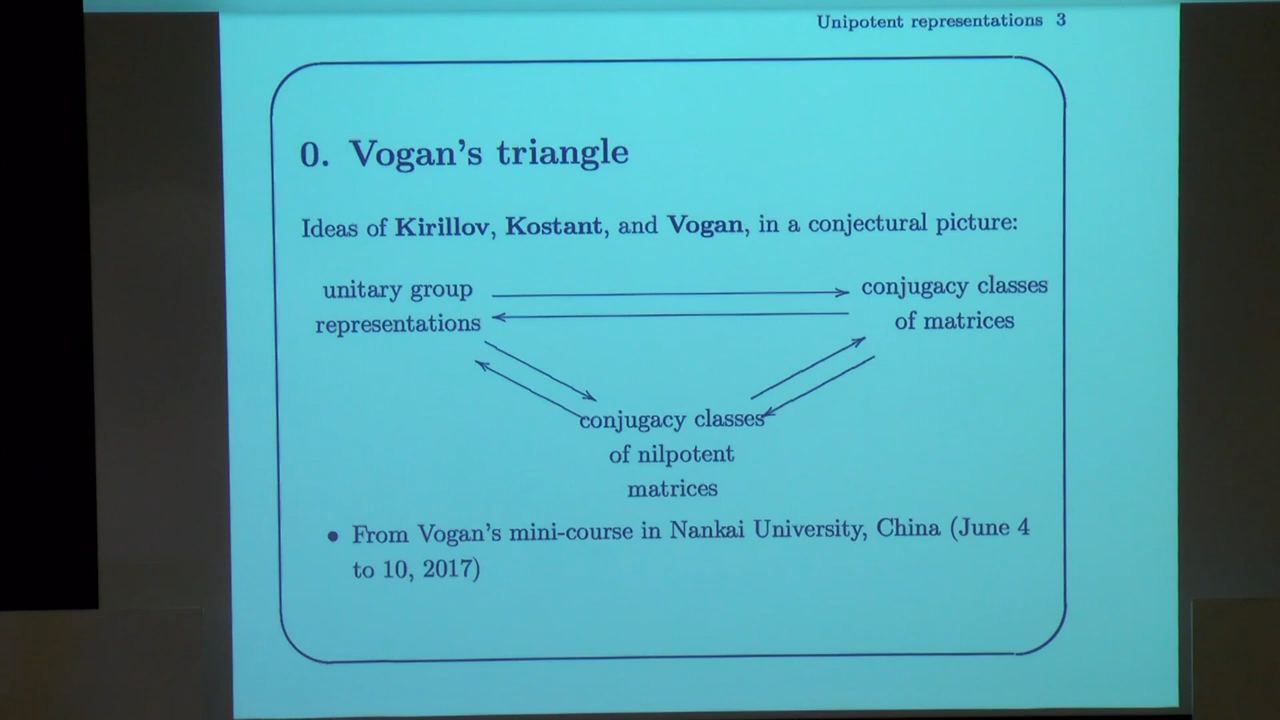 Unipotent representations 3
0. Vogan's triangle
Ideas of Kirillov, Kostant, and Vogan, in a conjectural picture:
unitary group
representations
conjugacy classes
of matrices
conjugacy classes
of nilpotent
matrices
• From Vogan's mini-course in Nankai University, China (June 4
to 10, 2017)